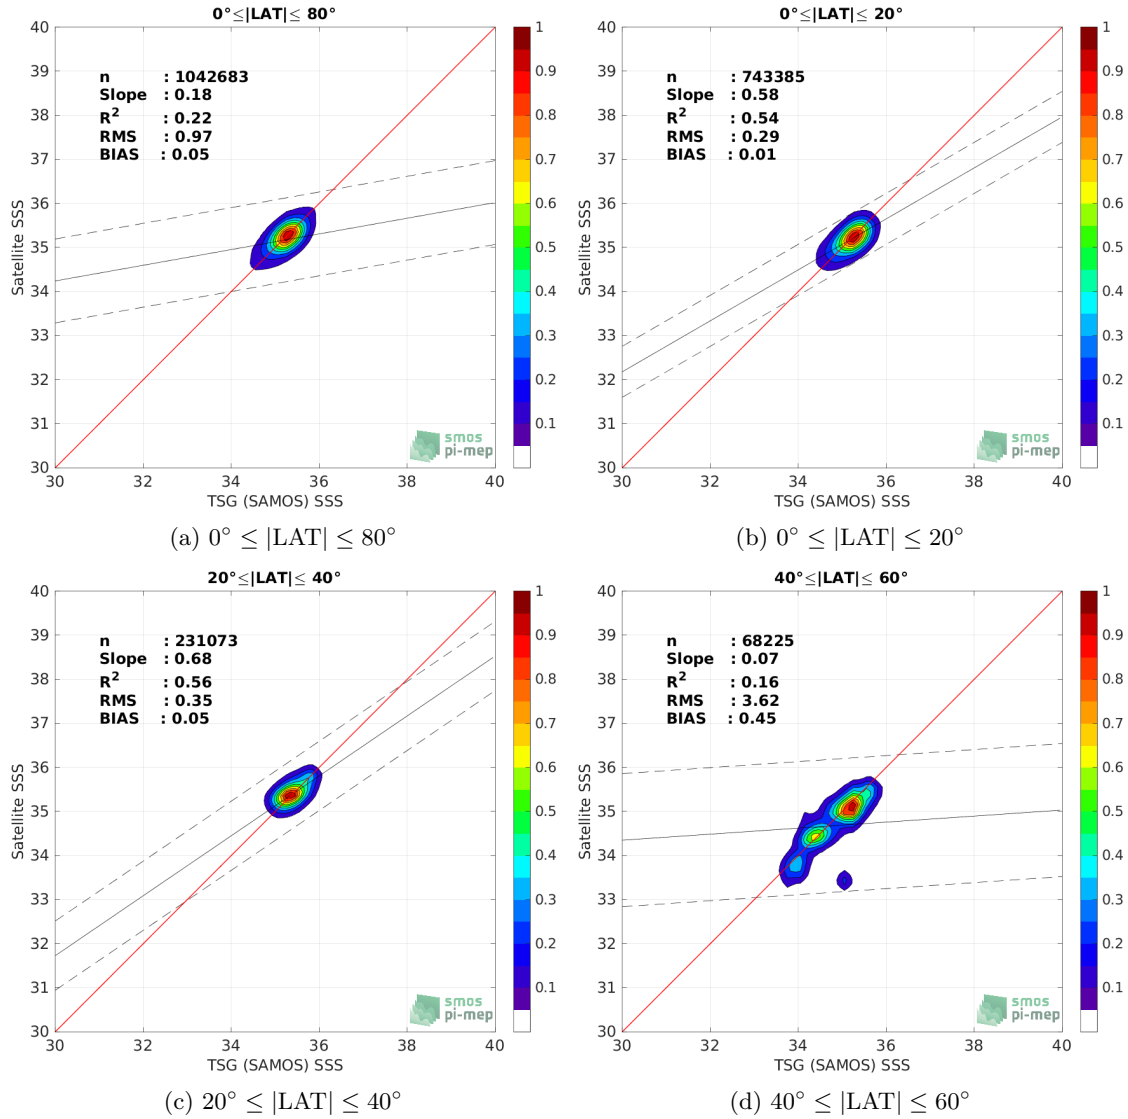 0°≤|LAT|≤ 80°
40
39
38
37
36
35
34
33
32
31
30
Satellite SSS
n : 1042683
Slope : 0.18
R² : 0.22
RMS : 0.97
BIAS : 0.05
smos
pi-mep
30 32 34 36 38 40
TSG (SAMOS) SSS
1
0.9
0.8
0.7
0.6
0.5
0.4
0.3
0.2
0.1
(a) 0° ≤ |LAT| ≤ 80°
0°≤|LAT|≤ 20°
40
39
38
37
36
35
34
33
32
31
30
Satellite SSS
n : 743385
Slope : 0.58
R² : 0.54
RMS : 0.29
BIAS : 0.01
smos
pi-mep
30 32 34 36 38 40
TSG (SAMOS) SSS
1
0.9
0.8
0.7
0.6
0.5
0.4
0.3
0.2
0.1
(b) 0° ≤ |LAT| ≤ 20°
20°≤|LAT|≤ 40°
40
39
38
37
36
35
34
33
32
31
30
Satellite SSS
n : 231073
Slope : 0.68
R² : 0.56
RMS : 0.35
BIAS : 0.05
smos
pi-mep
30 32 34 36 38 40
TSG (SAMOS) SSS
1
0.9
0.8
0.7
0.6
0.5
0.4
0.3
0.2
0.1
(c) 20° ≤ |LAT| ≤ 40°
40°≤|LAT|≤ 60°
40
39
38
37
36
35
34
33
32
31
30
Satellite SSS
n : 68225
Slope : 0.07
R² : 0.16
RMS : 3.62
BIAS : 0.45
smos
pi-mep
30 32 34 36 38 40
TSG (SAMOS) SSS
1
0.9
0.8
0.7
0.6
0.5
0.4
0.3
0.2
0.1
(d) 40° ≤ |LAT| ≤ 60°